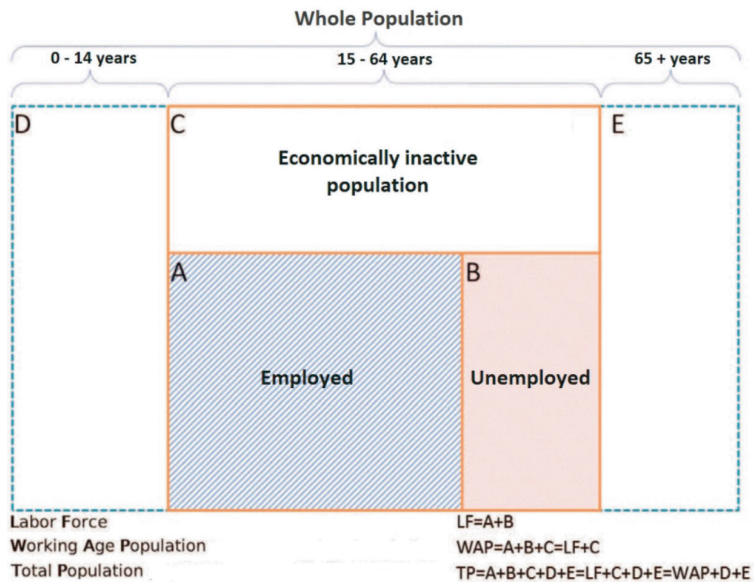 Whole Population
0 - 14 years
15 - 64 years
65 + years
D
C
E
Economically inactive
population
A
B
Employed
Unemployed
Labor Force
LF=A+B
Working Age Population
WAP=A+B+C=LF+C
Total Population
TP=A+B+C+D+E=LF+C+D+E=WAP+D+E